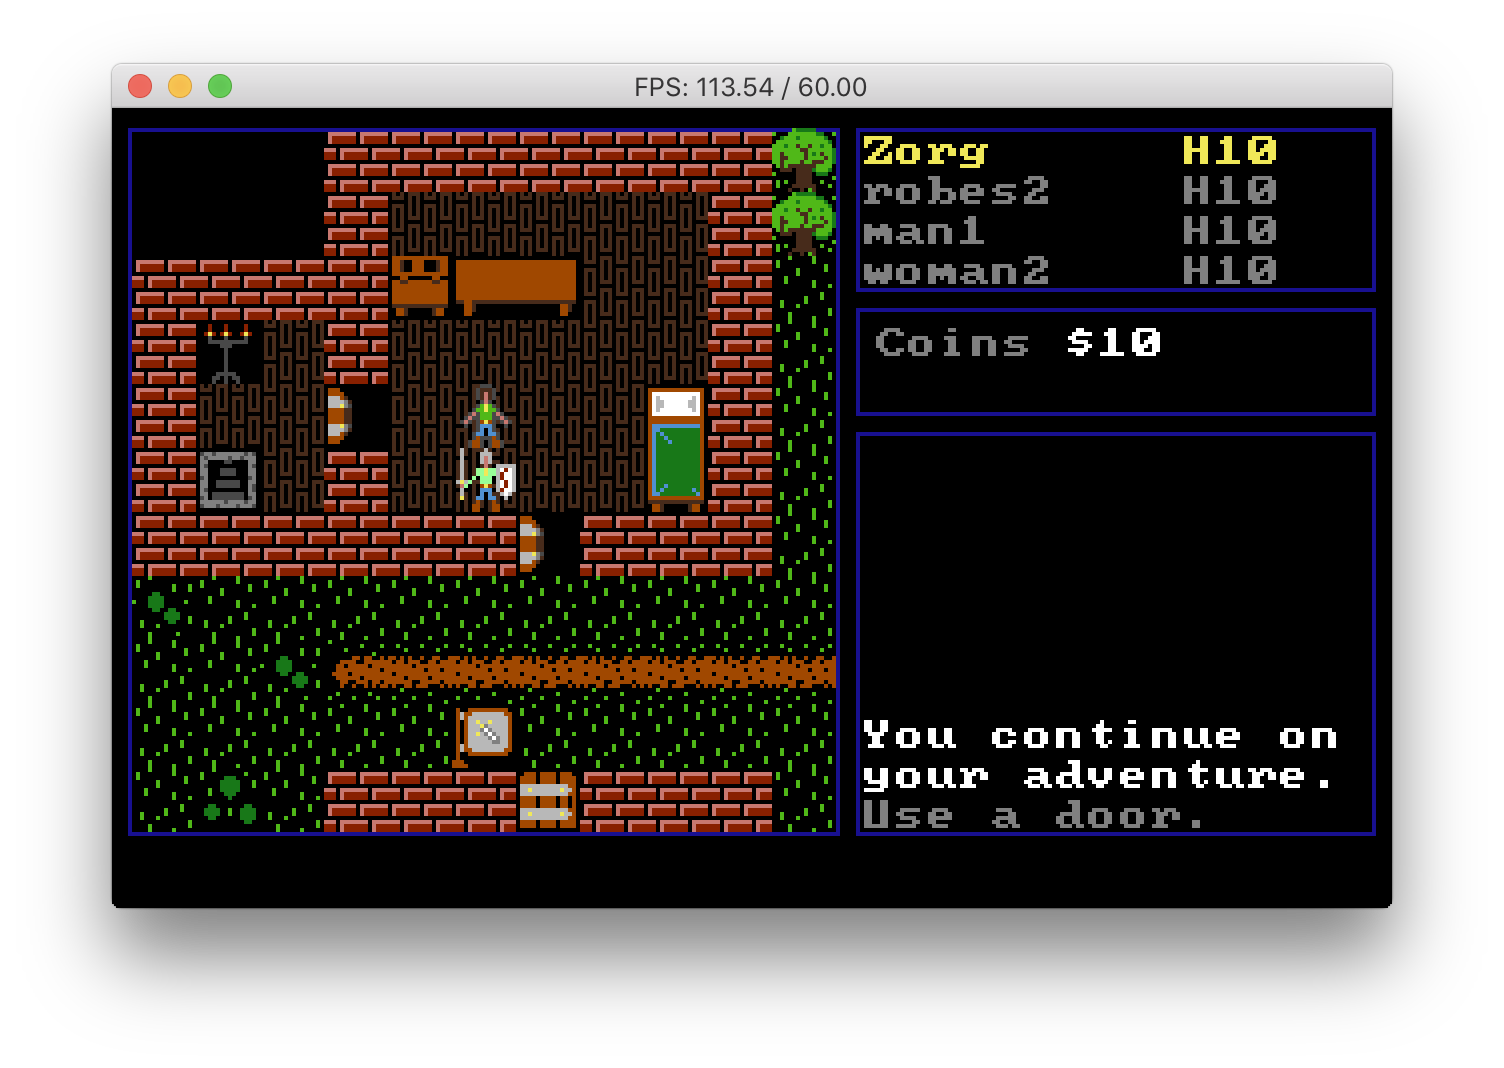 FPS: 113.54 / 60.00
Zorg H10
robes2 H10
man1 H10
woman2 H10
Coins $10
You continue on
your adventure.
Use a door.